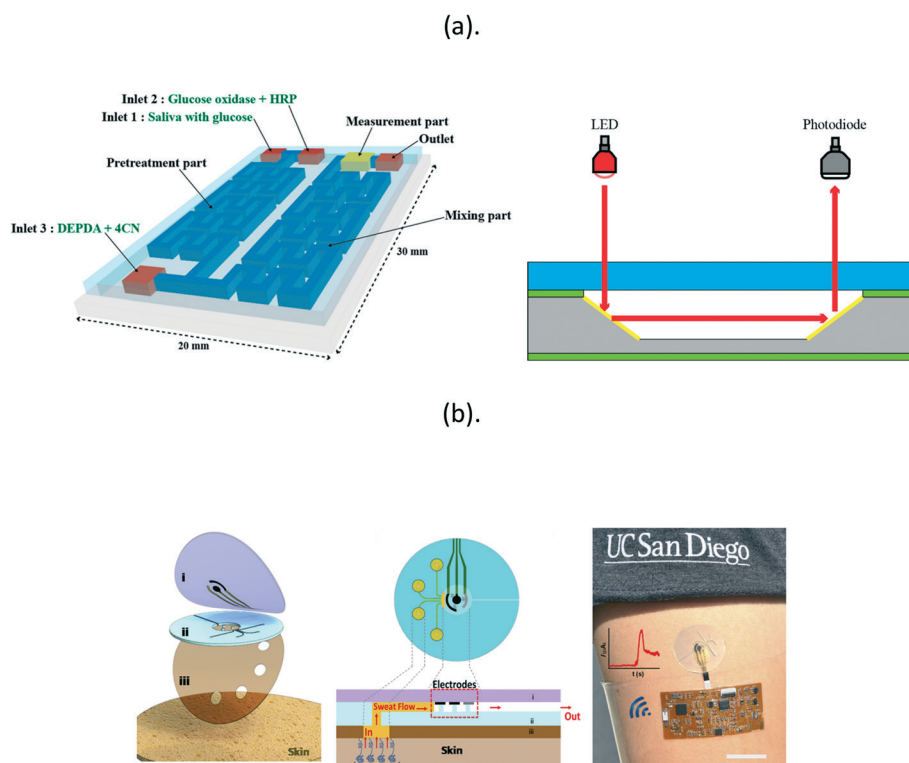 (a).
Inlet 2 : Glucose oxidase + HRP
Inlet 1 : Saliva with glucose
Measurement part
Outlet
Pretreatment part
Inlet 3 : DEPDA + 4CN
Mixing part
30 mm
20 mm
LED
Photodiode
(b).
i
ii
iii
Skin
Electrodes
i
Sweat Flow
Out
ii
In
iii
Skin
UC San Diego
t (s)